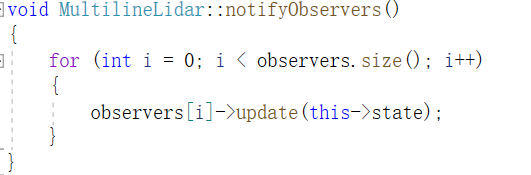 void MultilineLidar::notifyObservers()
{
for (int i = 0; i < observers.size(); i++)
{
observers[i]->update(this->state);
}
}